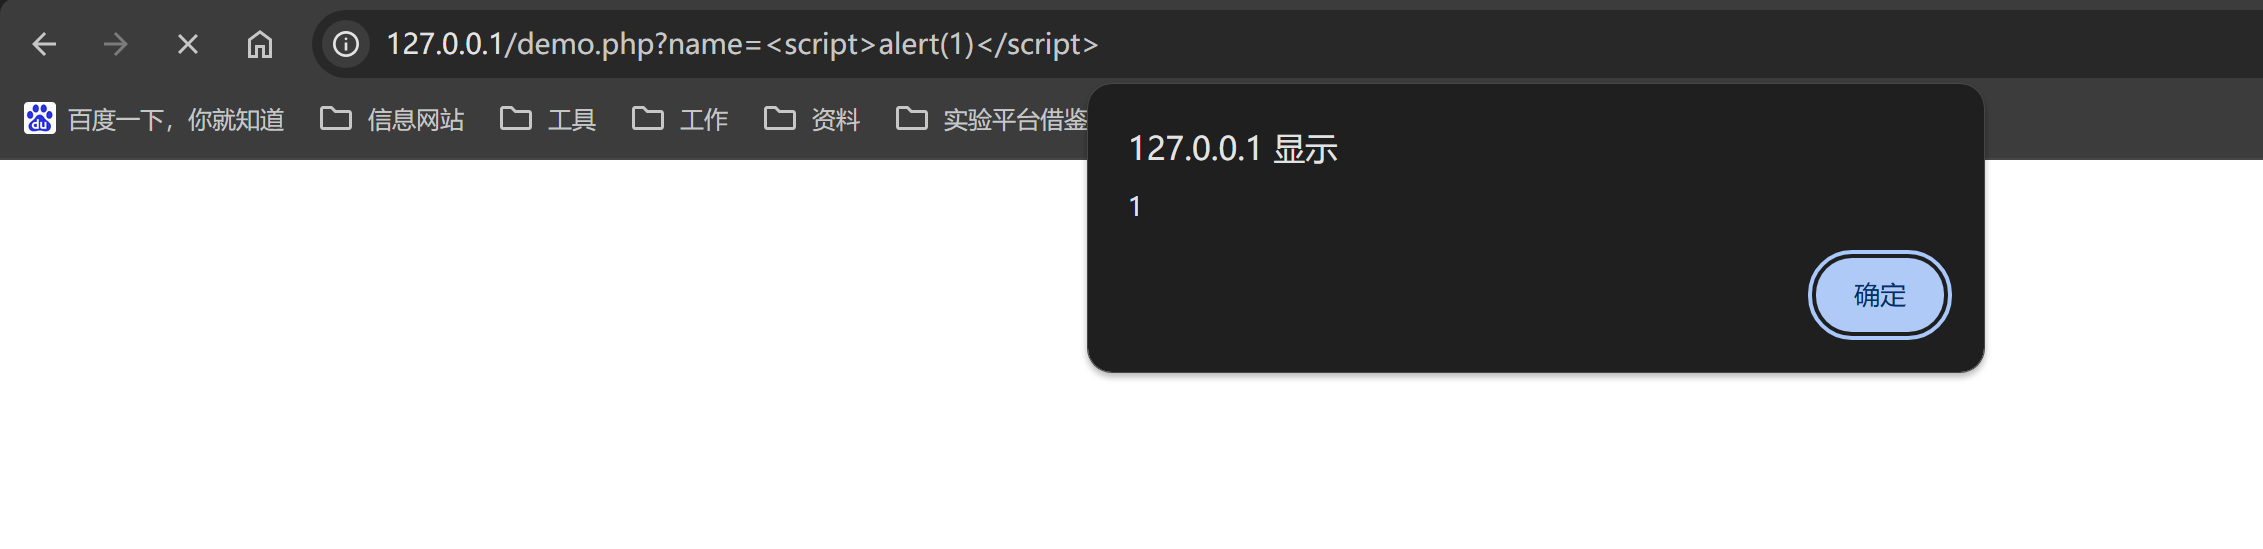 127.0.0.1/demo.php?name=<script>alert(1)</script>
du 百度一下，你就知道 信息网站 工具 工作 资料 实验平台借鉴
127.0.0.1 显示
1
确定